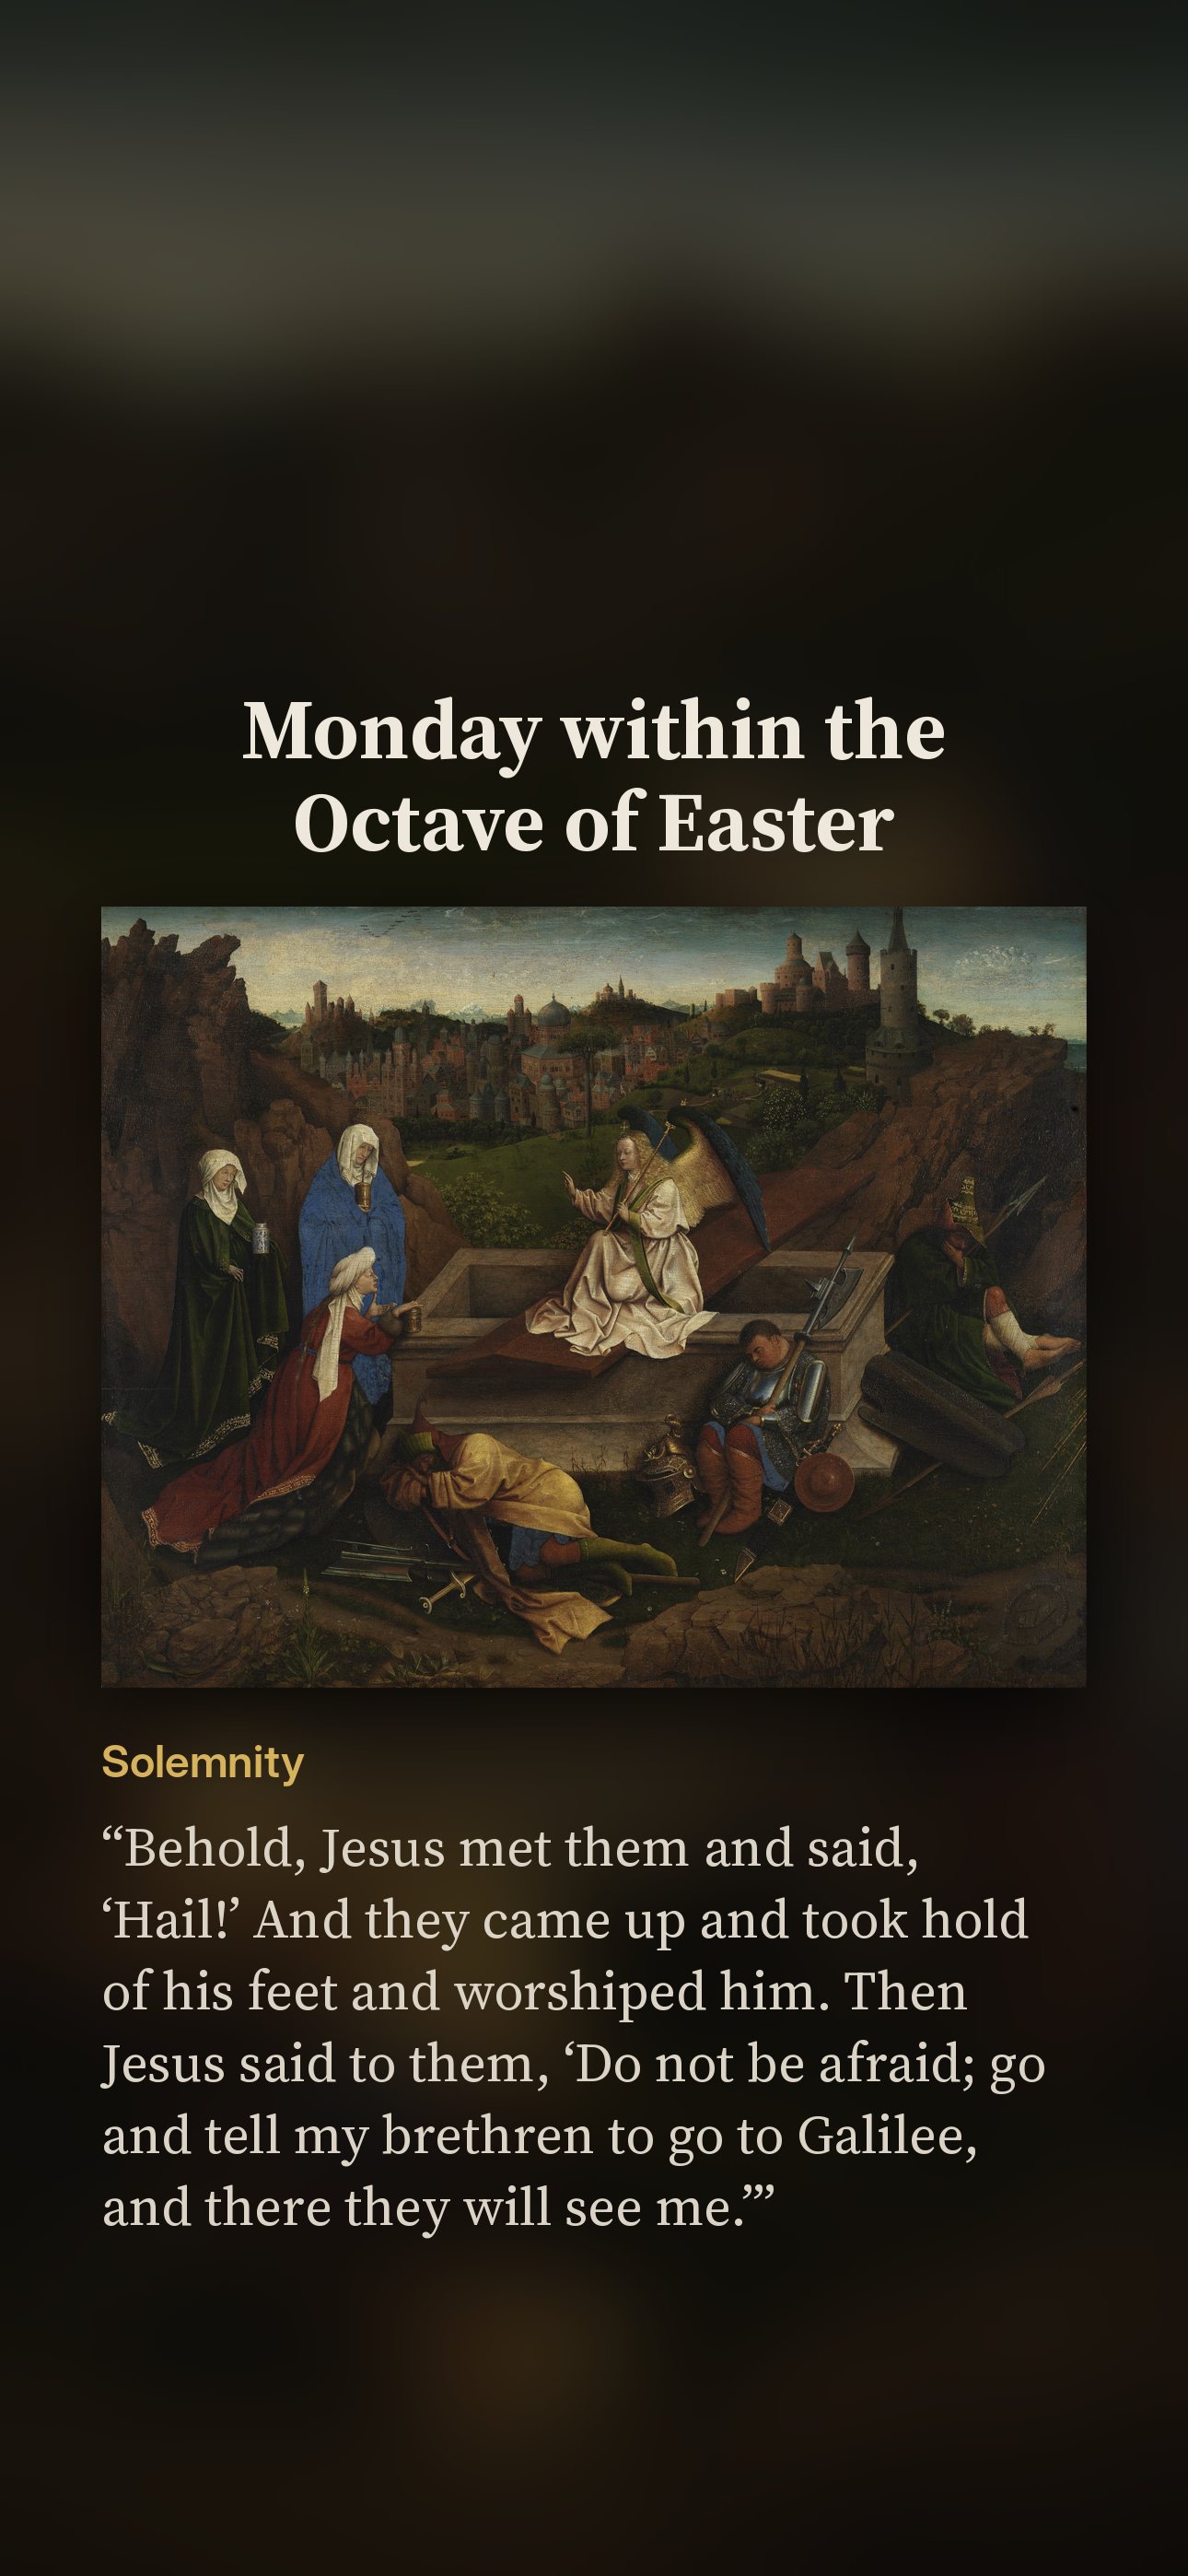 Monday within the
Octave of Easter
Solemnity
“Behold, Jesus met them and said,
‘Hail!’ And they came up and took hold
of his feet and worshiped him. Then
Jesus said to them, ‘Do not be afraid; go
and tell my brethren to go to Galilee,
and there they will see me.’”